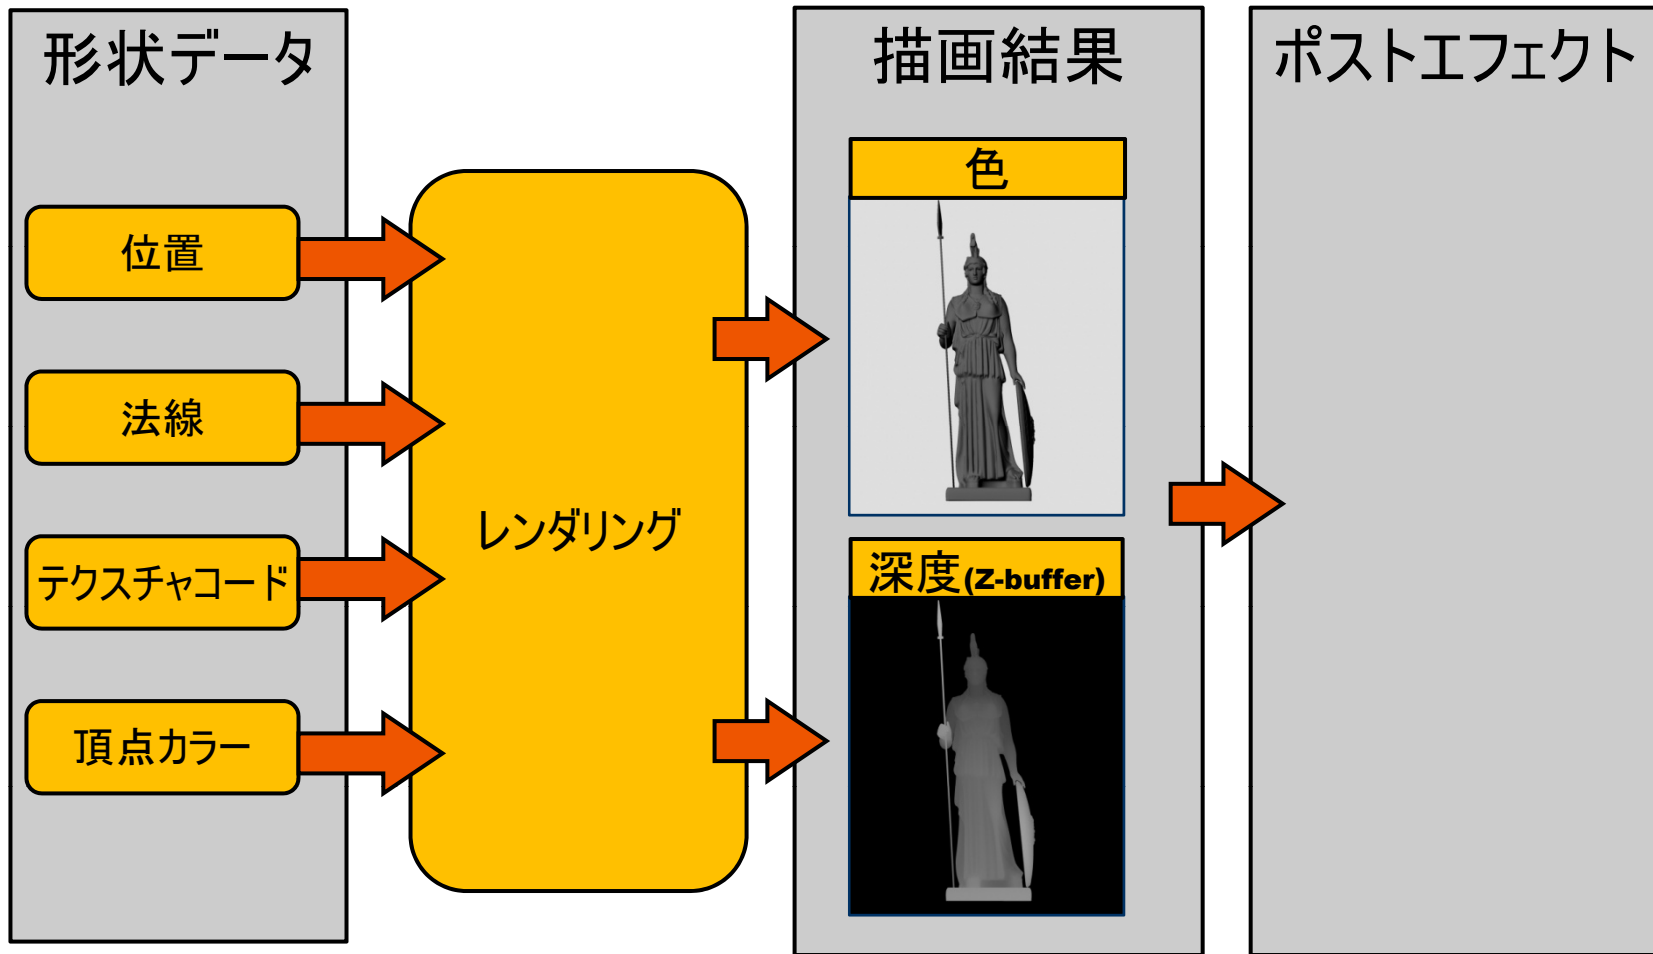 形状データ
位置
法線
テクスチャコード
頂点カラー
レンダリング
描画結果
色
深度(Z-buffer)
ポストエフェクト